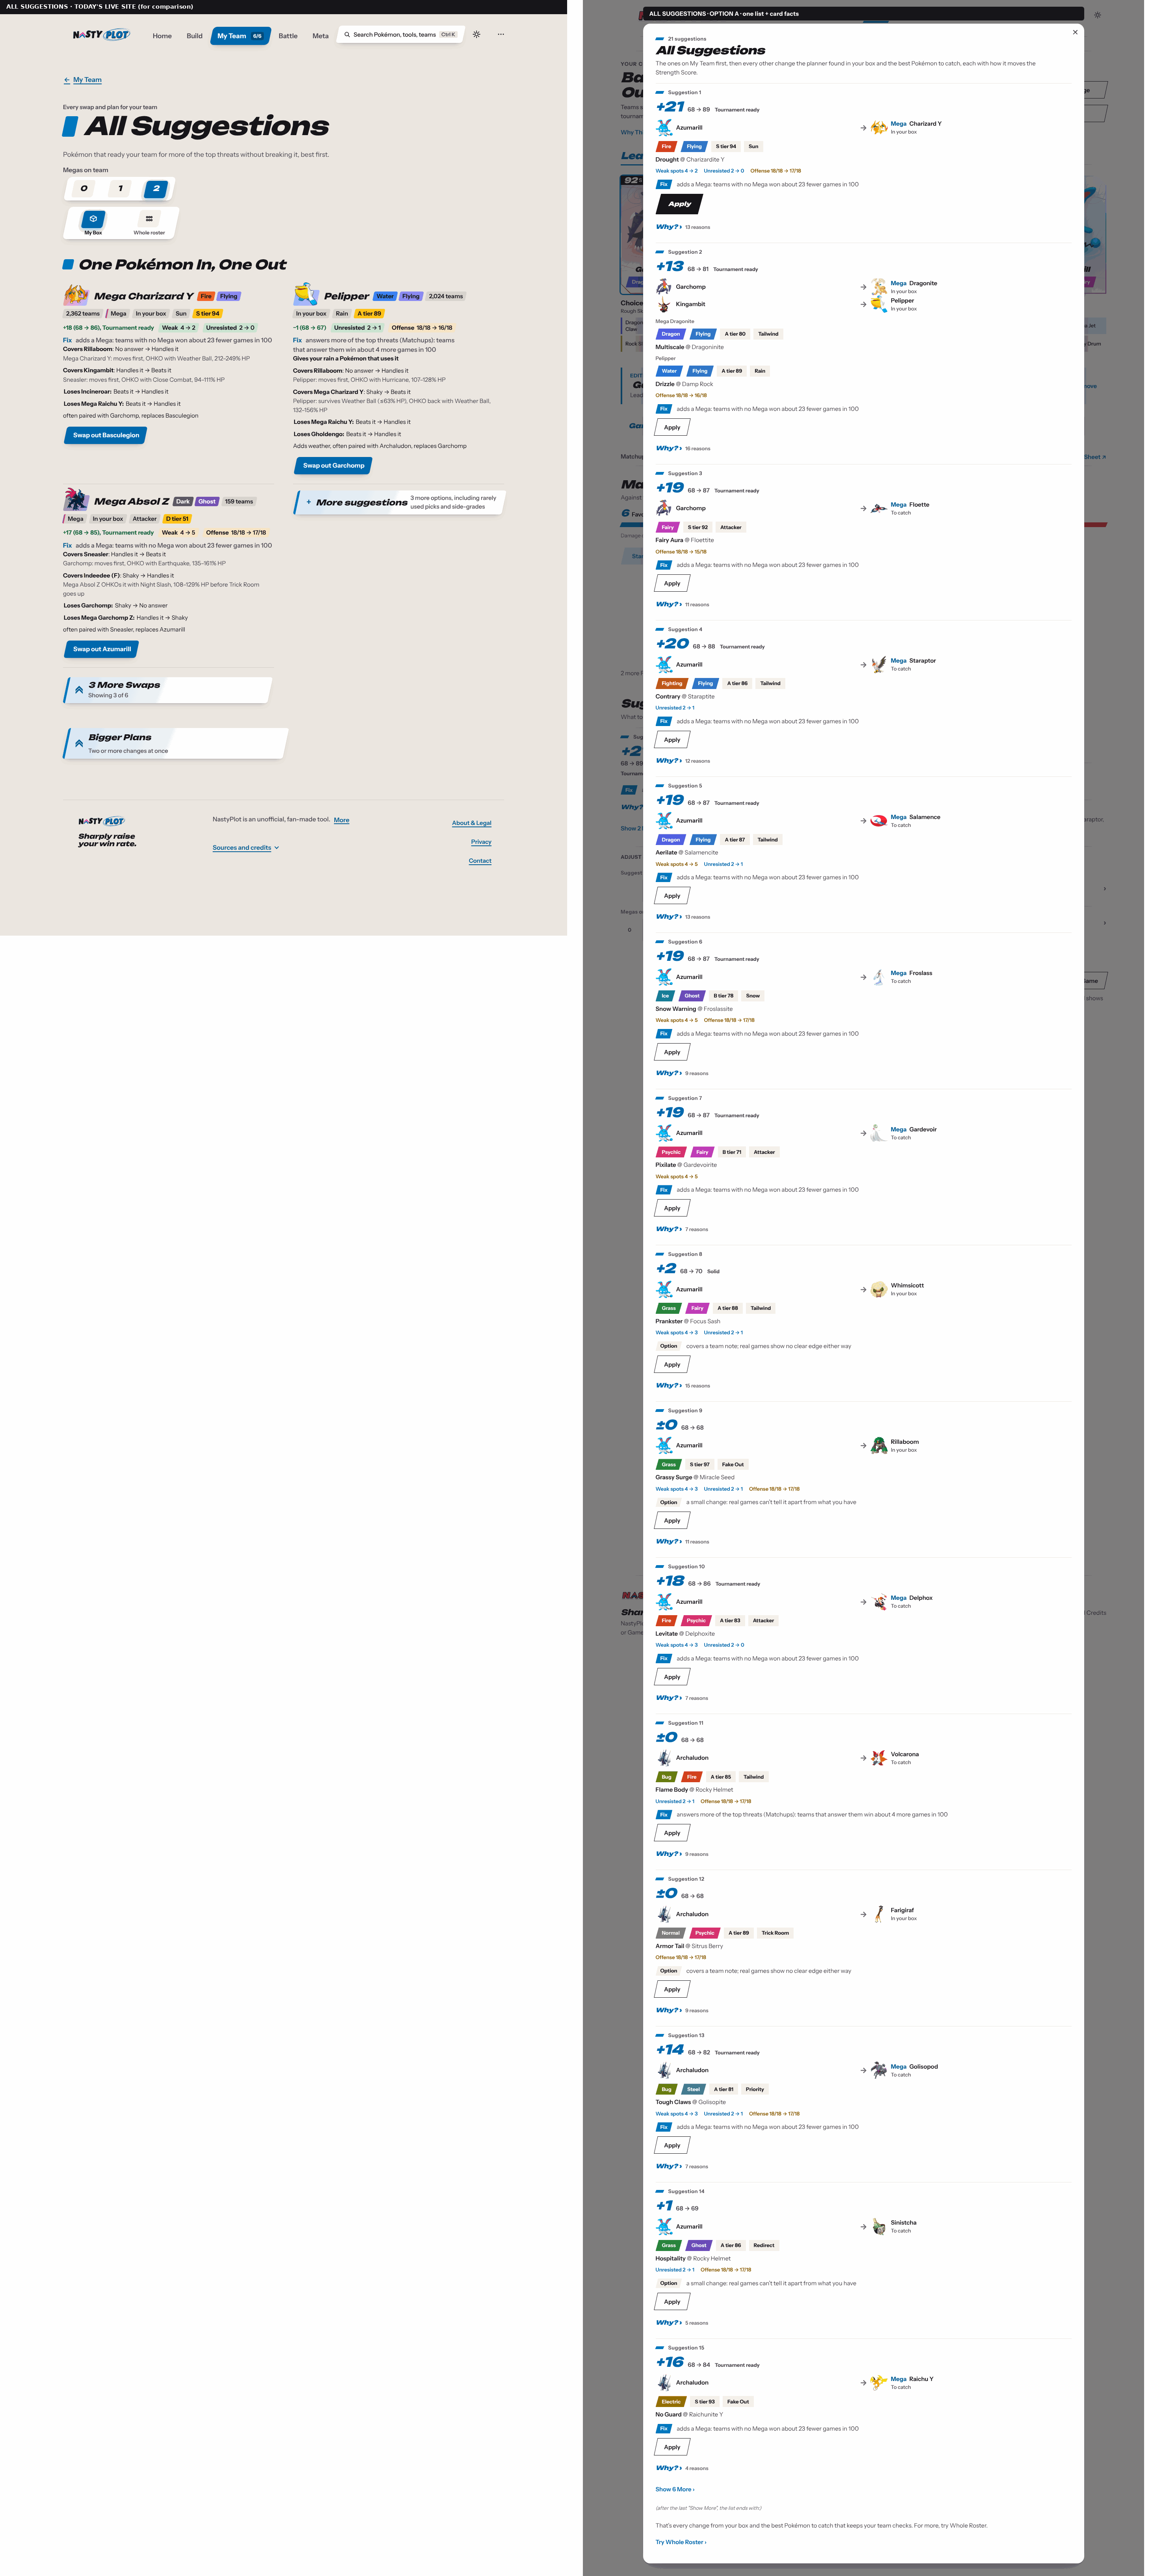 ALL SUGGESTIONS · TODAY'S LIVE SITE (for comparison)
NASTY PLOT
Home
Build
My Team 6/6
Battle
Meta
Search Pokémon, tools, teams Ctrl K
← My Team
Every swap and plan for your team
All Suggestions
Pokémon that ready your team for more of the top threats without breaking it, best first.
Megas on team
0 1 2
My Box Whole roster
One Pokémon In, One Out
Mega Charizard Y Fire Flying
2,362 teams Mega In your box Sun S tier 94
+18 (68 → 86), Tournament ready Weak 4 → 2 Unresisted 2 → 0
Fix adds a Mega: teams with no Mega won about 23 fewer games in 100
Covers Rillaboom: No answer → Handles it
Mega Charizard Y: moves first, OHKO with Weather Ball, 212–249% HP
Covers Kingambit: Handles it → Beats it
Sneasler: moves first, OHKO with Close Combat, 94–111% HP
Loses Incineroar: Beats it → Handles it
Loses Mega Raichu Y: Beats it → Handles it
often paired with Garchomp, replaces Basculegion
Swap out Basculegion
Pelipper Water Flying 2,024 teams
In your box Rain A tier 89
−1 (68 → 67) Unresisted 2 → 1 Offense 18/18 → 16/18
Fix answers more of the top threats (Matchups): teams
that answer them win about 4 more games in 100
Gives your rain a Pokémon that uses it
Covers Rillaboom: No answer → Handles it
Pelipper: moves first, OHKO with Hurricane, 107–128% HP
Covers Mega Charizard Y: Shaky → Beats it
Pelipper: survives Weather Ball (≤63% HP), OHKO back with Weather Ball,
132–156% HP
Loses Mega Raichu Y: Beats it → Handles it
Loses Gholdengo: Beats it → Handles it
Adds weather, often paired with Archaludon, replaces Garchomp
Swap out Garchomp
Mega Absol Z Dark Ghost 159 teams
Mega In your box Attacker D tier 51
+17 (68 → 85), Tournament ready Weak 4 → 5 Offense 18/18 → 17/18
Fix adds a Mega: teams with no Mega won about 23 fewer games in 100
Covers Sneasler: Handles it → Beats it
Garchomp: moves first, OHKO with Earthquake, 135–161% HP
Covers Indeedee (F): Shaky → Handles it
Mega Absol Z OHKOs it with Night Slash, 108–129% HP before Trick Room
goes up
Loses Garchomp: Shaky → No answer
Loses Mega Garchomp Z: Handles it → Shaky
often paired with Sneasler, replaces Azumarill
Swap out Azumarill
+ More suggestions 3 more options, including rarely
used picks and side-grades
3 More Swaps
Showing 3 of 6
Bigger Plans
Two or more changes at once
NASTY PLOT
Sharply raise
your win rate.
NastyPlot is an unofficial, fan-made tool. More
Sources and credits
About & Legal
Privacy
Contact
ALL SUGGESTIONS · OPTION A · one list + card facts
21 suggestions
All Suggestions
The ones on My Team first, then every other change the planner found in your box and the best Pokémon to catch, each with how it moves the
Strength Score.
Suggestion 1
+21 68 → 89 Tournament ready
Azumarill → Mega Charizard Y
In your box
Fire Flying S tier 94 Sun
Drought @ Charizardite Y
Weak spots 4 → 2 Unresisted 2 → 0 Offense 18/18 → 17/18
Fix adds a Mega: teams with no Mega won about 23 fewer games in 100
Apply
Why? › 13 reasons
Suggestion 2
+13 68 → 81 Tournament ready
Garchomp → Mega Dragonite
In your box
Kingambit → Pelipper
In your box
Mega Dragonite
Dragon Flying A tier 80 Tailwind
Multiscale @ Dragoninite
Pelipper
Water Flying A tier 89 Rain
Drizzle @ Damp Rock
Offense 18/18 → 16/18
Fix adds a Mega: teams with no Mega won about 23 fewer games in 100
Apply
Why? › 16 reasons
Suggestion 3
+19 68 → 87 Tournament ready
Garchomp → Mega Floette
To catch
Fairy S tier 92 Attacker
Fairy Aura @ Floettite
Offense 18/18 → 15/18
Fix adds a Mega: teams with no Mega won about 23 fewer games in 100
Apply
Why? › 11 reasons
Suggestion 4
+20 68 → 88 Tournament ready
Azumarill → Mega Staraptor
To catch
Fighting Flying A tier 86 Tailwind
Contrary @ Staraptite
Unresisted 2 → 1
Fix adds a Mega: teams with no Mega won about 23 fewer games in 100
Apply
Why? › 12 reasons
Suggestion 5
+19 68 → 87 Tournament ready
Azumarill → Mega Salamence
To catch
Dragon Flying A tier 87 Tailwind
Aerilate @ Salamencite
Weak spots 4 → 5 Unresisted 2 → 1
Fix adds a Mega: teams with no Mega won about 23 fewer games in 100
Apply
Why? › 13 reasons
Suggestion 6
+19 68 → 87 Tournament ready
Azumarill → Mega Froslass
To catch
Ice Ghost B tier 78 Snow
Snow Warning @ Froslassite
Weak spots 4 → 5 Offense 18/18 → 17/18
Fix adds a Mega: teams with no Mega won about 23 fewer games in 100
Apply
Why? › 9 reasons
Suggestion 7
+19 68 → 87 Tournament ready
Azumarill → Mega Gardevoir
To catch
Psychic Fairy B tier 71 Attacker
Pixilate @ Gardevoirite
Weak spots 4 → 5
Fix adds a Mega: teams with no Mega won about 23 fewer games in 100
Apply
Why? › 7 reasons
Suggestion 8
+2 68 → 70 Solid
Azumarill → Whimsicott
In your box
Grass Fairy A tier 88 Tailwind
Prankster @ Focus Sash
Weak spots 4 → 3 Unresisted 2 → 1
Option covers a team note; real games show no clear edge either way
Apply
Why? › 15 reasons
Suggestion 9
±0 68 → 68
Azumarill → Rillaboom
In your box
Grass S tier 97 Fake Out
Grassy Surge @ Miracle Seed
Weak spots 4 → 3 Unresisted 2 → 1 Offense 18/18 → 17/18
Option a small change: real games can't tell it apart from what you have
Apply
Why? › 11 reasons
Suggestion 10
+18 68 → 86 Tournament ready
Azumarill → Mega Delphox
To catch
Fire Psychic A tier 83 Attacker
Levitate @ Delphoxite
Weak spots 4 → 3 Unresisted 2 → 0
Fix adds a Mega: teams with no Mega won about 23 fewer games in 100
Apply
Why? › 7 reasons
Suggestion 11
±0 68 → 68
Archaludon → Volcarona
To catch
Bug Fire A tier 85 Tailwind
Flame Body @ Rocky Helmet
Unresisted 2 → 1 Offense 18/18 → 17/18
Fix answers more of the top threats (Matchups): teams that answer them win about 4 more games in 100
Apply
Why? › 9 reasons
Suggestion 12
±0 68 → 68
Archaludon → Farigiraf
In your box
Normal Psychic A tier 89 Trick Room
Armor Tail @ Sitrus Berry
Offense 18/18 → 17/18
Option covers a team note; real games show no clear edge either way
Apply
Why? › 9 reasons
Suggestion 13
+14 68 → 82 Tournament ready
Archaludon → Mega Golisopod
To catch
Bug Steel A tier 81 Priority
Tough Claws @ Golisopite
Weak spots 4 → 3 Unresisted 2 → 1 Offense 18/18 → 17/18
Fix adds a Mega: teams with no Mega won about 23 fewer games in 100
Apply
Why? › 7 reasons
Suggestion 14
+1 68 → 69
Azumarill → Sinistcha
To catch
Grass Ghost A tier 86 Redirect
Hospitality @ Rocky Helmet
Unresisted 2 → 1 Offense 18/18 → 17/18
Option a small change: real games can't tell it apart from what you have
Apply
Why? › 5 reasons
Suggestion 15
+16 68 → 84 Tournament ready
Archaludon → Mega Raichu Y
To catch
Electric S tier 93 Fake Out
No Guard @ Raichunite Y
Fix adds a Mega: teams with no Mega won about 23 fewer games in 100
Apply
Why? › 4 reasons
Show 6 More ›
(after the last "Show More", the list ends with:)
That's every change from your box and the best Pokémon to catch that keeps your team checks. For more, try Whole Roster.
Try Whole Roster ›